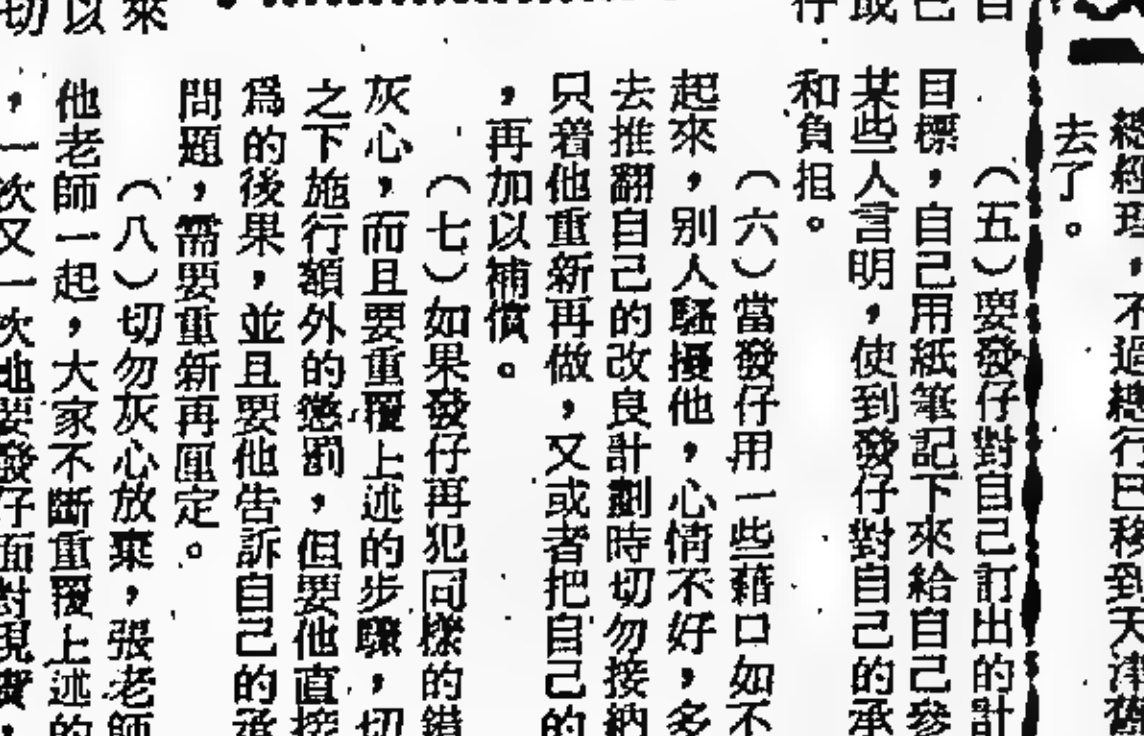 總經理，不過總行已移到天津舊
去了。
（五）要發仔對自己訂出的計
目標，自己用紙筆記下來給自己參
某些人言明，使到發仔對自己的承
和負担。
（六）當發仔用一些藉口如不
起來，別人騷擾他，心情不好，多
去推翻自己的改良計劃時切勿接納
只着他重新再做，又或者把自己的
，再加以補償。
（七）如果發仔再犯同樣的錯
灰心，而且要重覆上述的步驟，切
之下施行額外的懲罰，但要他直接
為的後果，並且要他告訴自己的承
問題，需要重新再厘定。
（八）切勿灰心放棄，張老師
他老師一起，大家不斷重覆上述的
，一次又一次地要發仔面對現實，